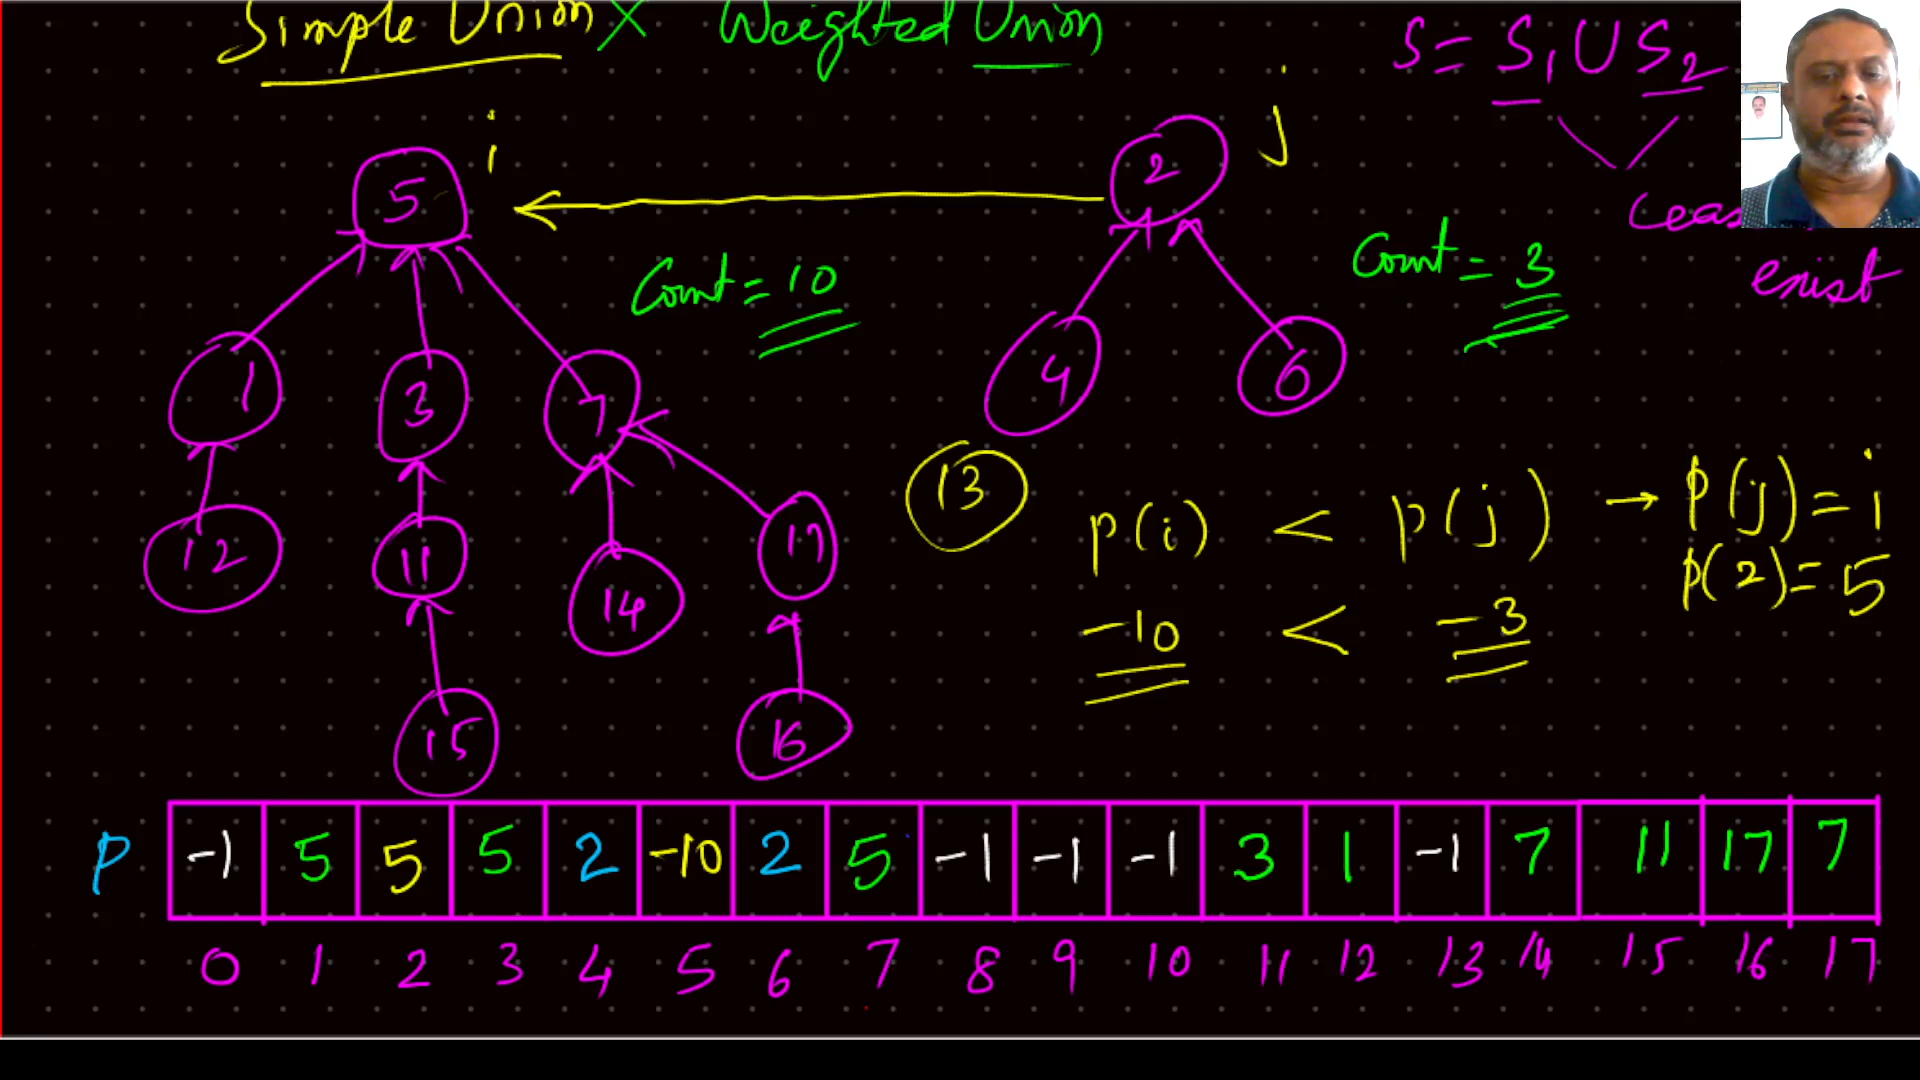 Simple Union X Weighted Union
S = S1 U S2
i
j
5
2
Count = 10
Count = 3
exist
1
3
7
4
6
13
p(i) < p(j) → p(j) = i
p(2) = 5
12
11
14
17
-10 < -3
15
16
P -1 5 5 5 2 -10 2 5 -1 -1 -1 3 1 -1 7 11 17 7
0 1 2 3 4 5 6 7 8 9 10 11 12 13 14 15 16 17